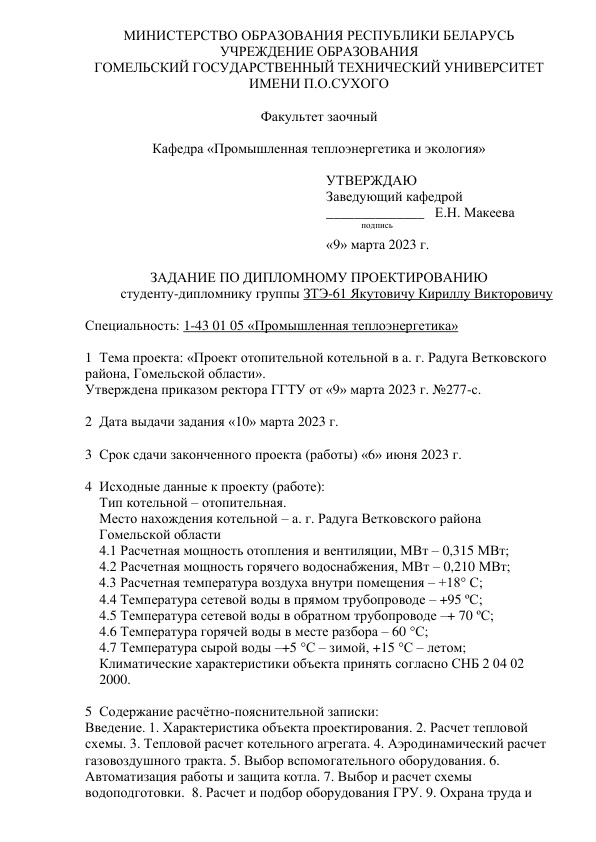 МИНИСТЕРСТВО ОБРАЗОВАНИЯ РЕСПУБЛИКИ БЕЛАРУСЬ
УЧРЕЖДЕНИЕ ОБРАЗОВАНИЯ
ГОМЕЛЬСКИЙ ГОСУДАРСТВЕННЫЙ ТЕХНИЧЕСКИЙ УНИВЕРСИТЕТ
ИМЕНИ П.О.СУХОГО
Факультет заочный
Кафедра «Промышленная теплоэнергетика и экология»
УТВЕРЖДАЮ
Заведующий кафедрой
_______________ Е.Н. Макеева
подпись
«9» марта 2023 г.
ЗАДАНИЕ ПО ДИПЛОМНОМУ ПРОЕКТИРОВАНИЮ
студенту-дипломнику группы ЗТЭ-61 Якутовичу Кириллу Викторовичу
Специальность: 1-43 01 05 «Промышленная теплоэнергетика»
1 Тема проекта: «Проект отопительной котельной в а. г. Радуга Ветковского
района, Гомельской области».
Утверждена приказом ректора ГГТУ от «9» марта 2023 г. №277-с.
2 Дата выдачи задания «10» марта 2023 г.
3 Срок сдачи законченного проекта (работы) «6» июня 2023 г.
4 Исходные данные к проекту (работе):
Тип котельной – отопительная.
Место нахождения котельной – а. г. Радуга Ветковского района
Гомельской области
4.1 Расчетная мощность отопления и вентиляции, МВт – 0,315 МВт;
4.2 Расчетная мощность горячего водоснабжения, МВт – 0,210 МВт;
4.3 Расчетная температура воздуха внутри помещения – +18° С;
4.4 Температура сетевой воды в прямом трубопроводе – +95 ºС;
4.5 Температура сетевой воды в обратном трубопроводе –+ 70 ºС;
4.6 Температура горячей воды в месте разбора – 60 °С;
4.7 Температура сырой воды –+5 °С – зимой, +15 °С – летом;
Климатические характеристики объекта принять согласно СНБ 2 04 02
2000.
5 Содержание расчётно-пояснительной записки:
Введение. 1. Характеристика объекта проектирования. 2. Расчет тепловой
схемы. 3. Тепловой расчет котельного агрегата. 4. Аэродинамический расчет
газовоздушного тракта. 5. Выбор вспомогательного оборудования. 6.
Автоматизация работы и защита котла. 7. Выбор и расчет схемы
водоподготовки. 8. Расчет и подбор оборудования ГРУ. 9. Охрана труда и